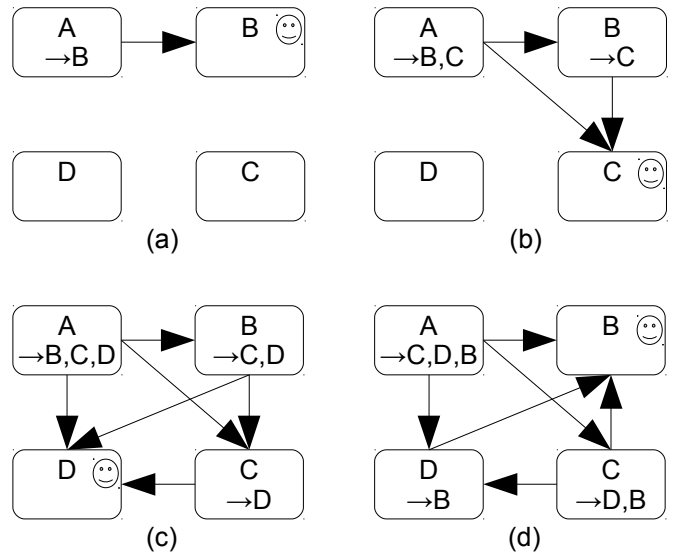 A
→B
B
D
C
(a)
A
→B,C
B
→C
D
C
(b)
A
→B,C,D
B
→C,D
D
C
→D
(c)
A
→C,D,B
B
D
→B
C
→D,B
(d)